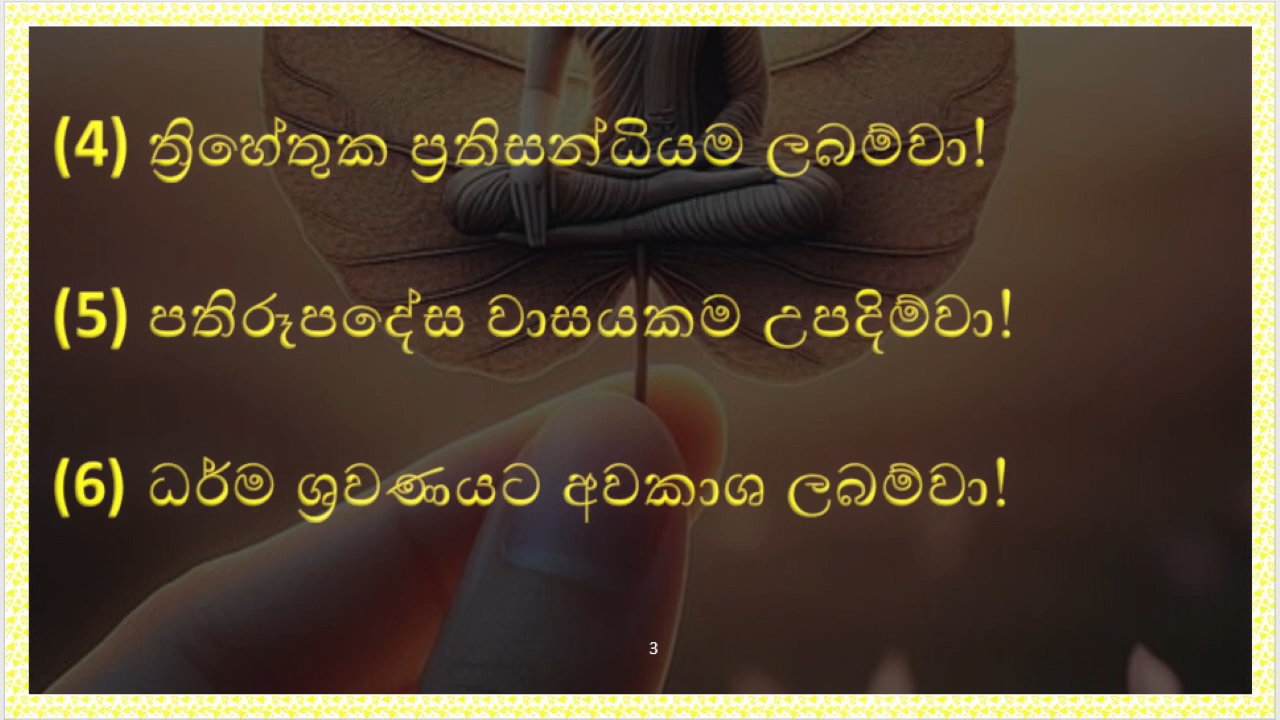 (4) ත්‍රිහේතුක ප්‍රතිසන්ධියම ලබම්වා!
(5) පතිරූපදේස වාසයකම උපදිම්වා!
(6) ධර්ම ශ්‍රවණයට අවකාශ ලබම්වා!
3